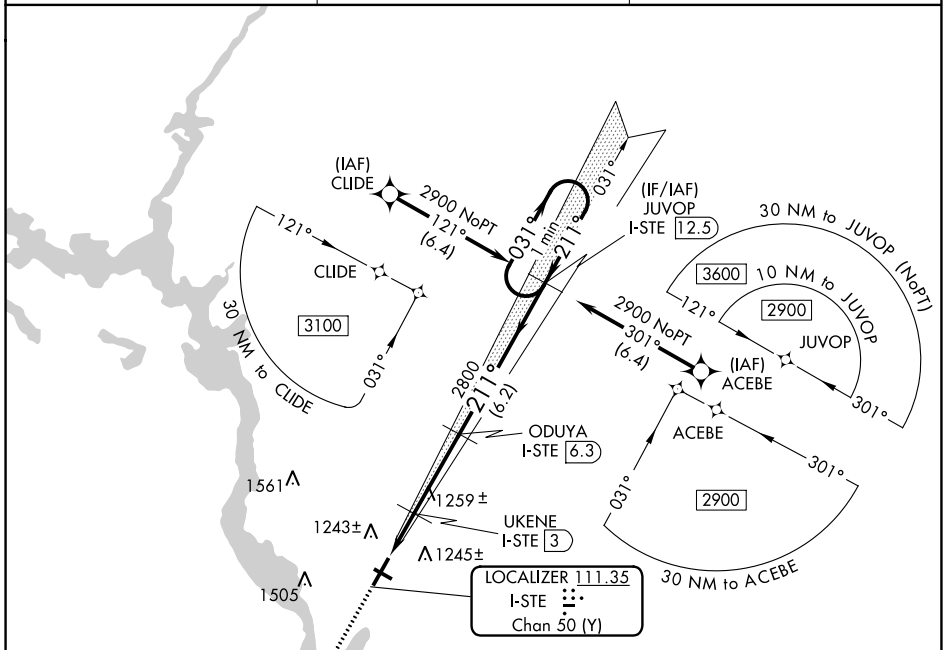 (IAF)
CLIDE
2900 NoPT
121°
(6.4)
031°
1 min
211°
031°
(IF/IAF)
JUVOP
I-STE 12.5
30 NM to JUVOP (NoPT)
3600
10 NM to JUVOP
2900
121°
JUVOP
301°
121°
CLIDE
3100
031°
30 NM to CLIDE
2900 NoPT
301°
(6.4)
(IAF)
ACEBE
ACEBE
301°
031°
2900
30 NM to ACEBE
2800
211°
(6.2)
ODUYA
I-STE 6.3
1561
1259 ±
1243±
UKENE
I-STE 3
1245±
1505
LOCALIZER 111.35
I-STE
Chan 50 (Y)